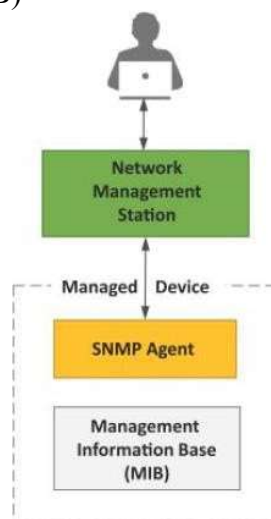 Network
Management
Station
Managed Device
SNMP Agent
Management
Information Base
(MIB)